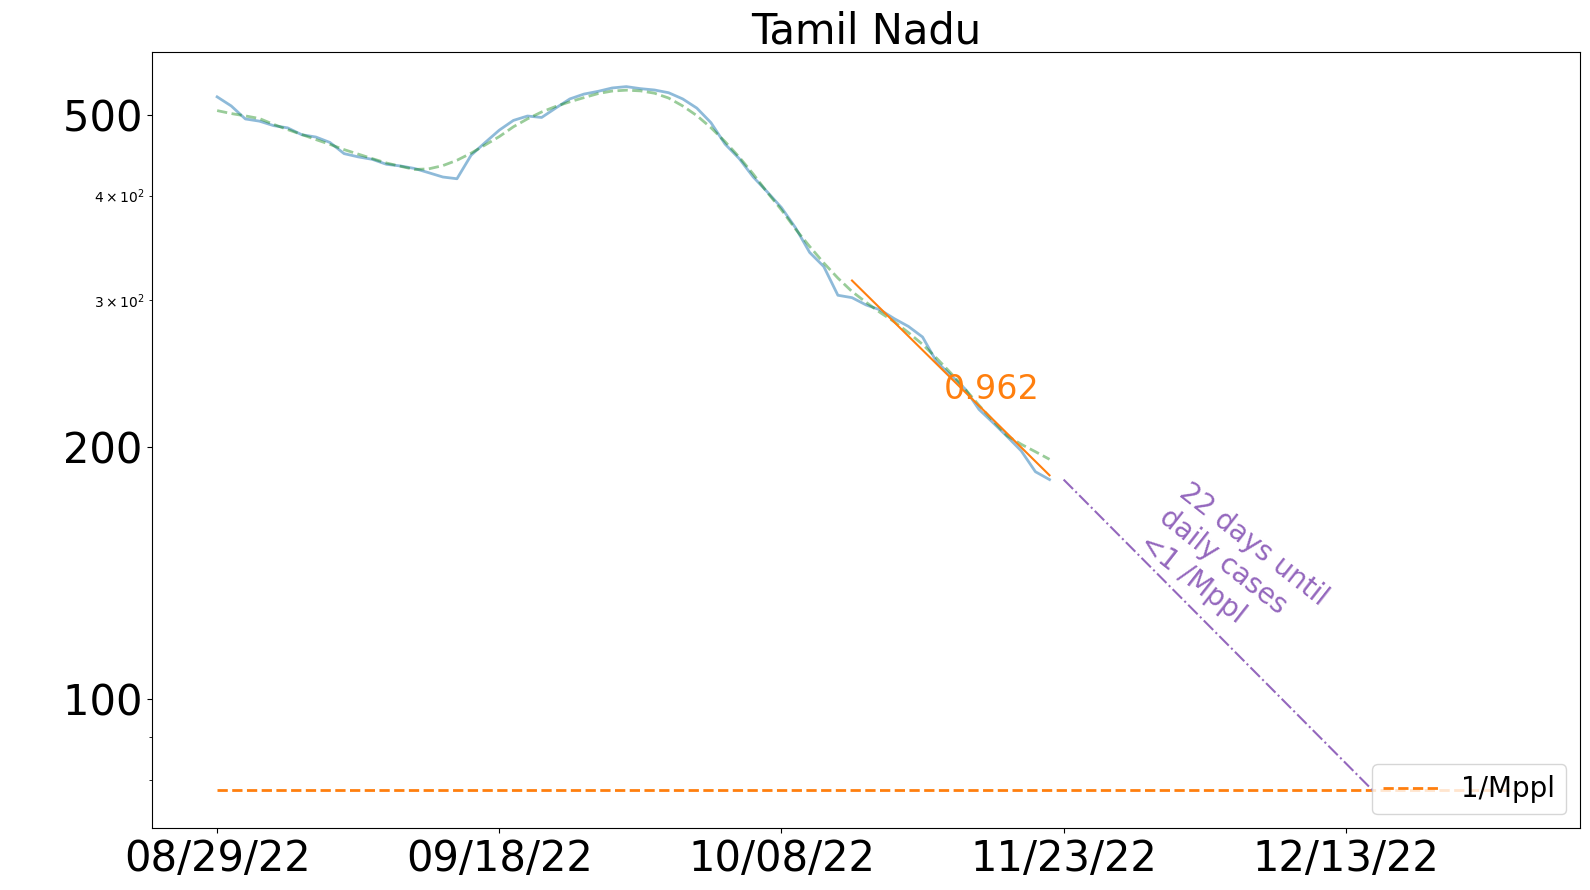 Tamil Nadu
500
4 × 10²
3 × 10²
200
100
0.962
22 days until
daily cases
<1 /Mppl
1/Mppl
08/29/22
09/18/22
10/08/22
11/23/22
12/13/22